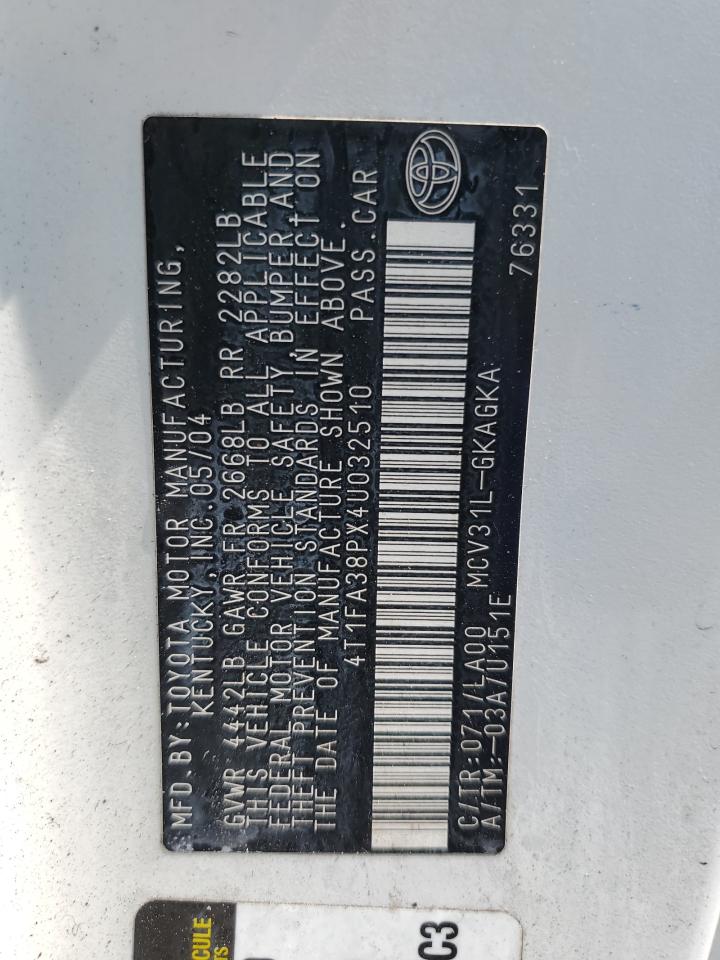 MFD.BY:TOYOTA MOTOR MANUFACTURING,
KENTUCKY, INC.05/04
GVWR 4442LB GAWR FR 2668LB RR 2282LB
THIS VEHICLE CONFORMS TO ALL APPLICABLE
FEDERAL MOTOR VEHICLE SAFETY, BUMPER, AND
THEFT PREVENTION STANDARDS IN EFFECT ON
THE DATE OF MANUFACTURE SHOWN ABOVE.
4T1FA38PX4U032510 PASS.CAR
C/TR:071/LA00 MCV31L-GKAGKA
A/TM:-03A/U151E 76331
C3